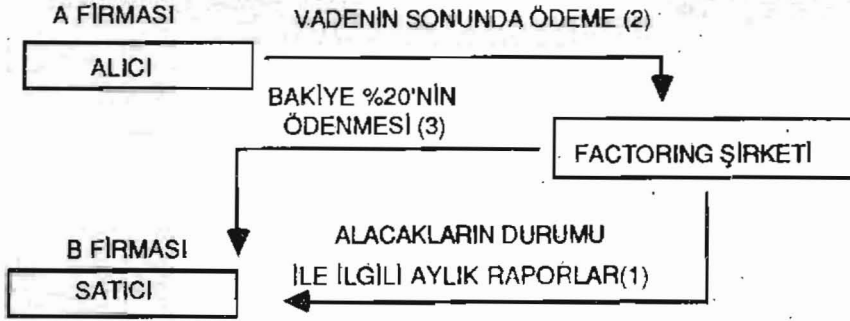 A FİRMASI
VADENİN SONUNDA ÖDEME (2)
ALICI
BAKİYE %20'NİN
ÖDENMESİ (3)
FACTORING ŞİRKETİ
B FİRMASI
ALACAKLARIN DURUMU
SATICI
İLE İLGİLİ AYLIK RAPORLAR(1)